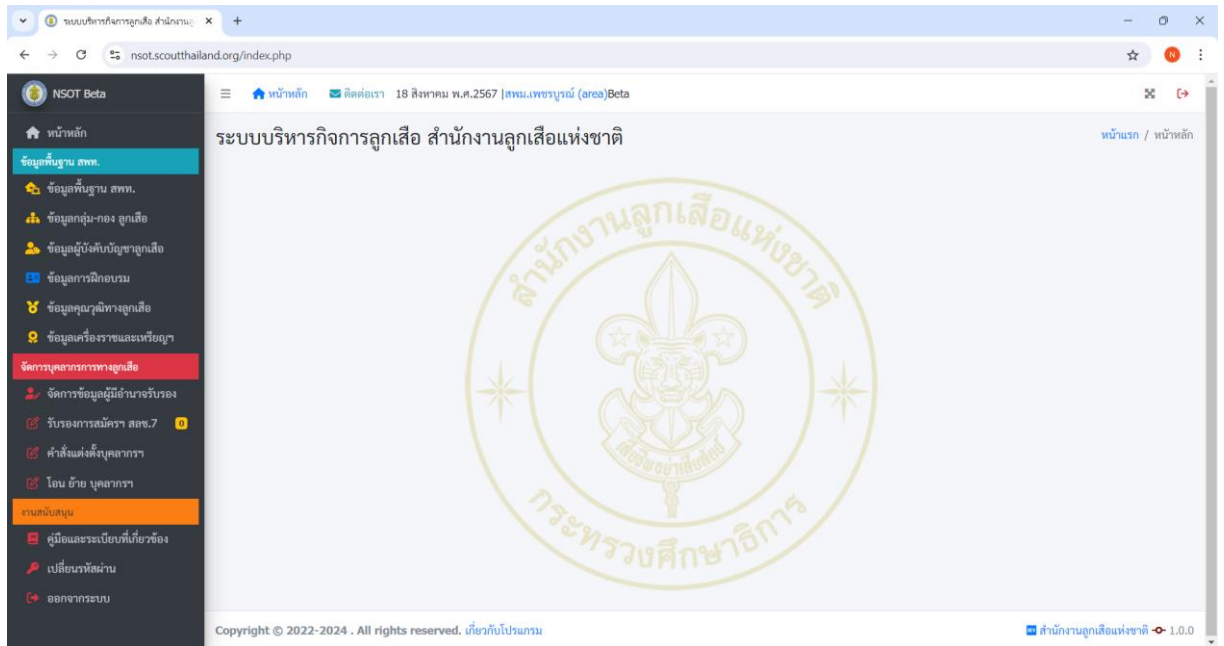 ระบบบริหารกิจการลูกเสือ สำนักงานลู
nsot.scoutthailand.org/index.php
N
NSOT Beta
หน้าหลัก ติดต่อเรา 18 สิงหาคม พ.ศ.2567 |สพม.เพชรบูรณ์ (area)Beta
หน้าหลัก
ระบบบริหารกิจการลูกเสือ สำนักงานลูกเสือแห่งชาติ
หน้าแรก / หน้าหลัก
ข้อมูลพื้นฐาน สพท.
ข้อมูลพื้นฐาน สพท.
ข้อมูลกลุ่ม-กอง ลูกเสือ
ข้อมูลผู้บังคับบัญชาลูกเสือ
ข้อมูลการฝึกอบรม
ข้อมูลคุณวุฒิทางลูกเสือ
ข้อมูลเครื่องราชและเหรียญฯ
จัดการบุคลากรการทางลูกเสือ
จัดการข้อมูลผู้มีอำนาจรับรอง
รับรองการสมัครฯ สลช.7 0
คำสั่งแต่งตั้งบุคลากรฯ
โอน ย้าย บุคลากรฯ
งานสนับสนุน
คู่มือและระเบียบที่เกี่ยวข้อง
เปลี่ยนรหัสผ่าน
ออกจากระบบ
สำนักงานลูกเสือแห่งชาติ
เสียชีพอย่าเสียสัตย์
กระทรวงศึกษาธิการ
Copyright © 2022-2024 . All rights reserved. เกี่ยวกับโปรแกรม
สำนักงานลูกเสือแห่งชาติ 1.0.0